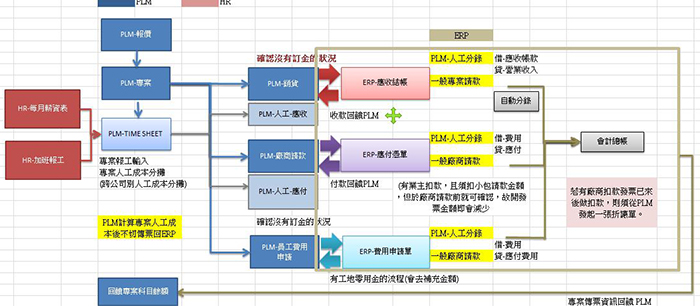 PLM
HR
ERP
PLM-報價
確認沒有訂金的狀況
PLM-專案
PLM-請貨
ERP-應收結帳
PLM-人工分錄
一般專案請款
借-應收帳款
貸-營業收入
自動分錄
HR-每月薪資表
PLM-TIME SHEET
PLM-人工-應收
收款回饋PLM
會計總帳
HR-加班報工
專案報工輸入
專案人工成本分攤
(跨公司別人工成本分攤)
PLM-廠商請款
ERP-應付憑單
PLM-人工分錄
一般廠商請款
借-費用
貸-應付
PLM-人工-應付
付款回饋PLM
(有業主扣款，且須扣小包請款金額，
但於廠商請款前就可確認，故開發
票金額即會減少
若有廠商扣款發票已來
後做扣款，則須從PLM
發起一張折讓單。
PLM計算專案人工成
本後不切傳票回ERP
確認沒有訂金的狀況
PLM-員工費用
申請
ERP-費用申請單
PLM-人工分錄
一般廠商請款
借-費用
貸-應付費用
有工地零用金的流程(會去補充金額)
回饋專案科目餘額
專案傳票資訊回饋 PLM